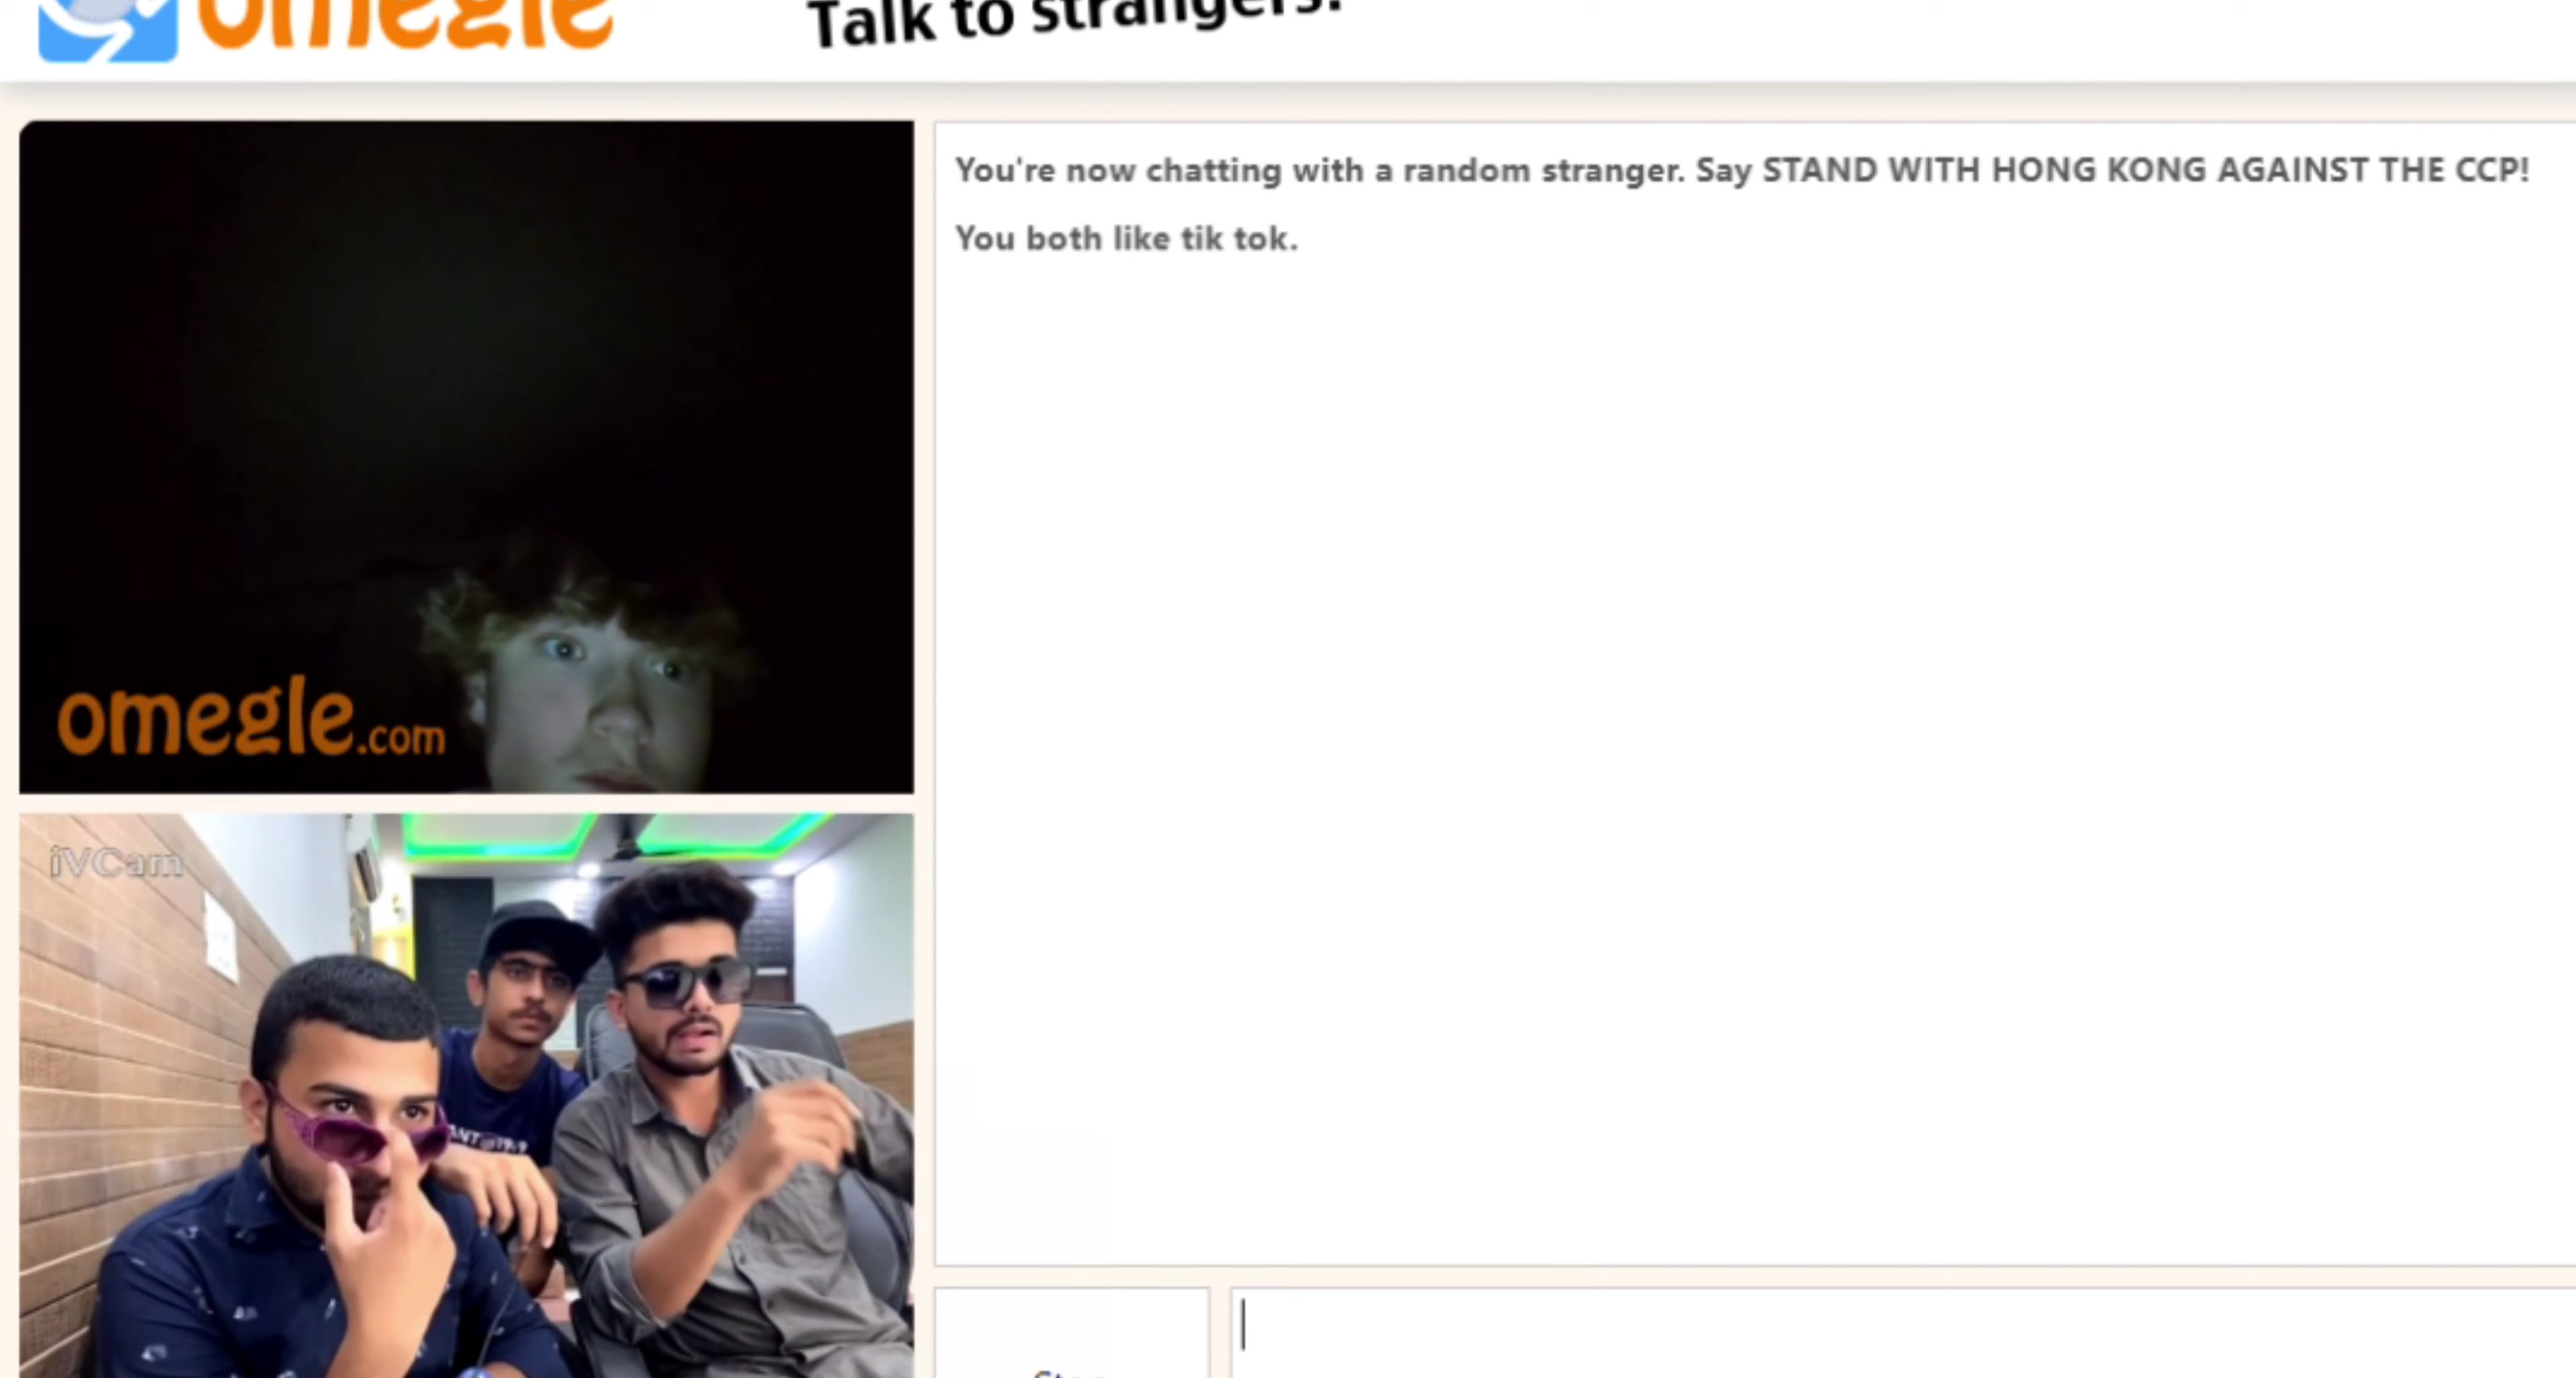 omegle
Talk to strangers!
You're now chatting with a random stranger. Say STAND WITH HONG KONG AGAINST THE CCP!
You both like tik tok.
omegle.com
iVCam